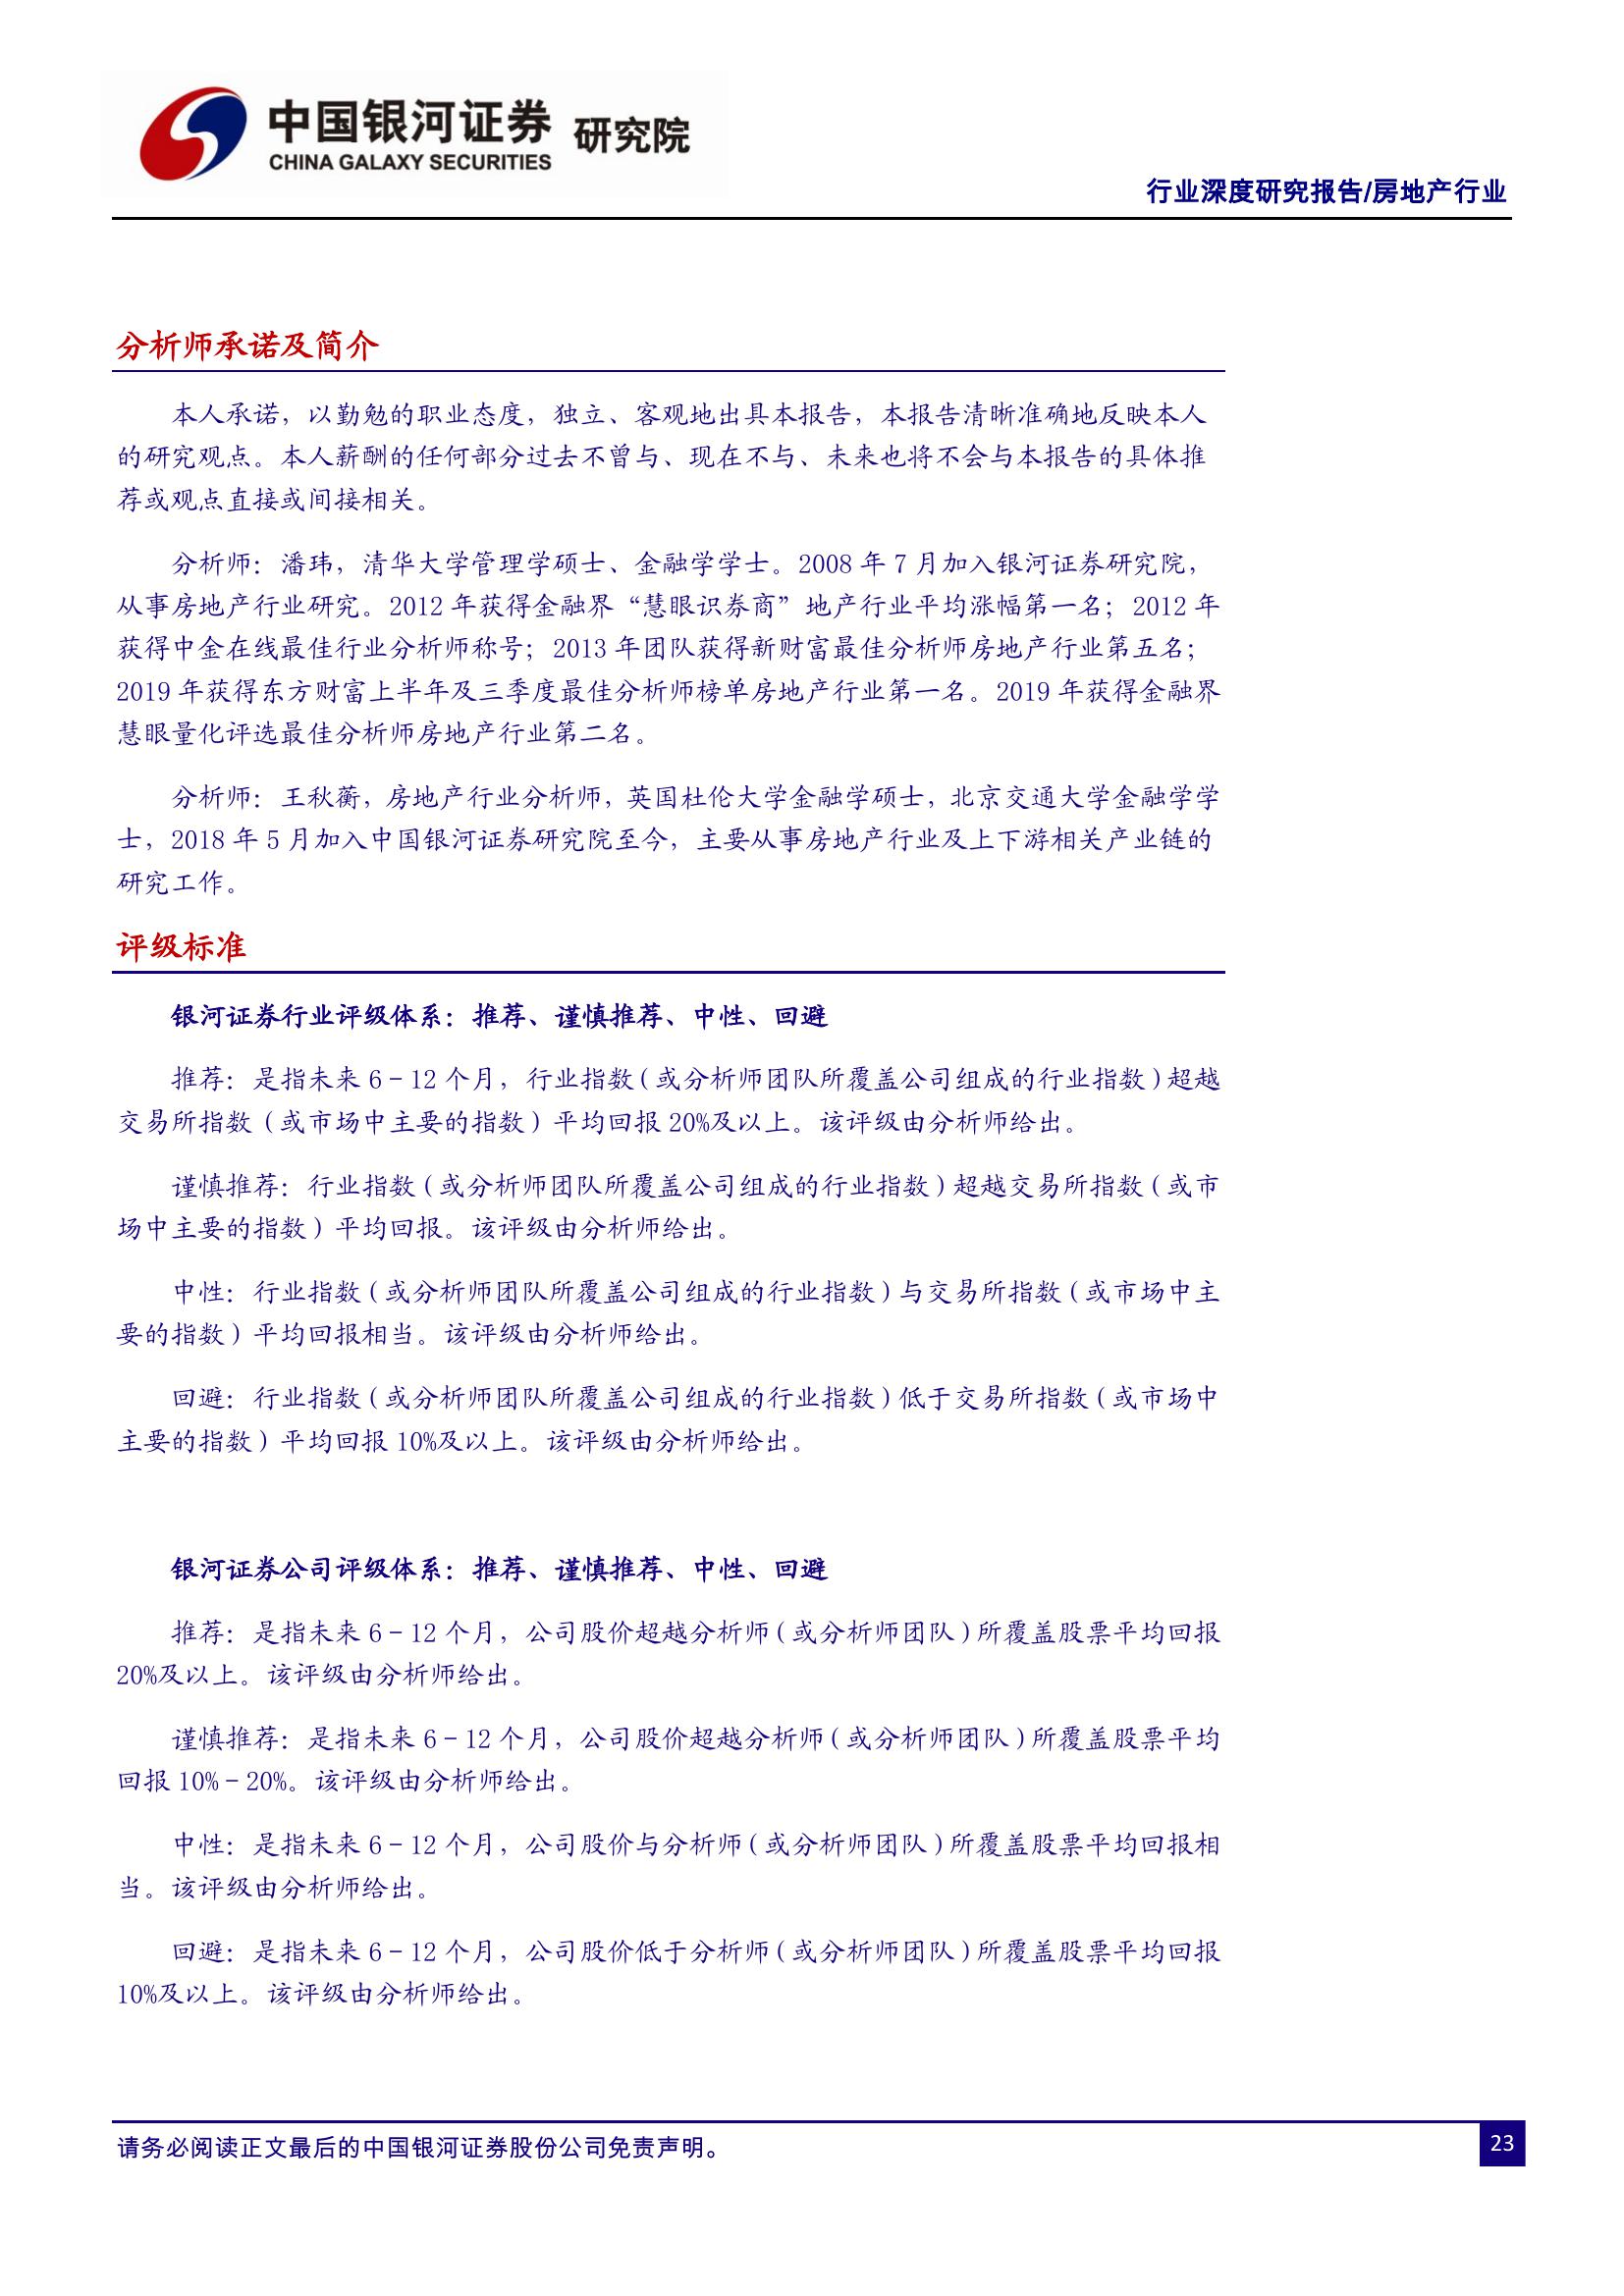 中国银河证券 研究院
CHINA GALAXY SECURITIES
行业深度研究报告/房地产行业
分析师承诺及简介
本人承诺，以勤勉的职业态度，独立、客观地出具本报告，本报告清晰准确地反映本人
的研究观点。本人薪酬的任何部分过去不曾与、现在不与、未来也将不会与本报告的具体推
荐或观点直接或间接相关。
分析师：潘玮，清华大学管理学硕士、金融学学士。2008 年 7 月加入银河证券研究院，
从事房地产行业研究。2012 年获得金融界“慧眼识券商”地产行业平均涨幅第一名；2012 年
获得中金在线最佳行业分析师称号；2013 年团队获得新财富最佳分析师房地产行业第五名；
2019 年获得东方财富上半年及三季度最佳分析师榜单房地产行业第一名。2019 年获得金融界
慧眼量化评选最佳分析师房地产行业第二名。
分析师：王秋蘅，房地产行业分析师，英国杜伦大学金融学硕士，北京交通大学金融学学
士，2018 年 5 月加入中国银河证券研究院至今，主要从事房地产行业及上下游相关产业链的
研究工作。
评级标准
银河证券行业评级体系：推荐、谨慎推荐、中性、回避
推荐：是指未来 6－12 个月，行业指数（或分析师团队所覆盖公司组成的行业指数）超越
交易所指数（或市场中主要的指数）平均回报 20%及以上。该评级由分析师给出。
谨慎推荐：行业指数（或分析师团队所覆盖公司组成的行业指数）超越交易所指数（或市
场中主要的指数）平均回报。该评级由分析师给出。
中性：行业指数（或分析师团队所覆盖公司组成的行业指数）与交易所指数（或市场中主
要的指数）平均回报相当。该评级由分析师给出。
回避：行业指数（或分析师团队所覆盖公司组成的行业指数）低于交易所指数（或市场中
主要的指数）平均回报 10%及以上。该评级由分析师给出。
银河证券公司评级体系：推荐、谨慎推荐、中性、回避
推荐：是指未来 6－12 个月，公司股价超越分析师（或分析师团队）所覆盖股票平均回报
20%及以上。该评级由分析师给出。
谨慎推荐：是指未来 6－12 个月，公司股价超越分析师（或分析师团队）所覆盖股票平均
回报 10%－20%。该评级由分析师给出。
中性：是指未来 6－12 个月，公司股价与分析师（或分析师团队）所覆盖股票平均回报相
当。该评级由分析师给出。
回避：是指未来 6－12 个月，公司股价低于分析师（或分析师团队）所覆盖股票平均回报
10%及以上。该评级由分析师给出。
请务必阅读正文最后的中国银河证券股份公司免责声明。
23